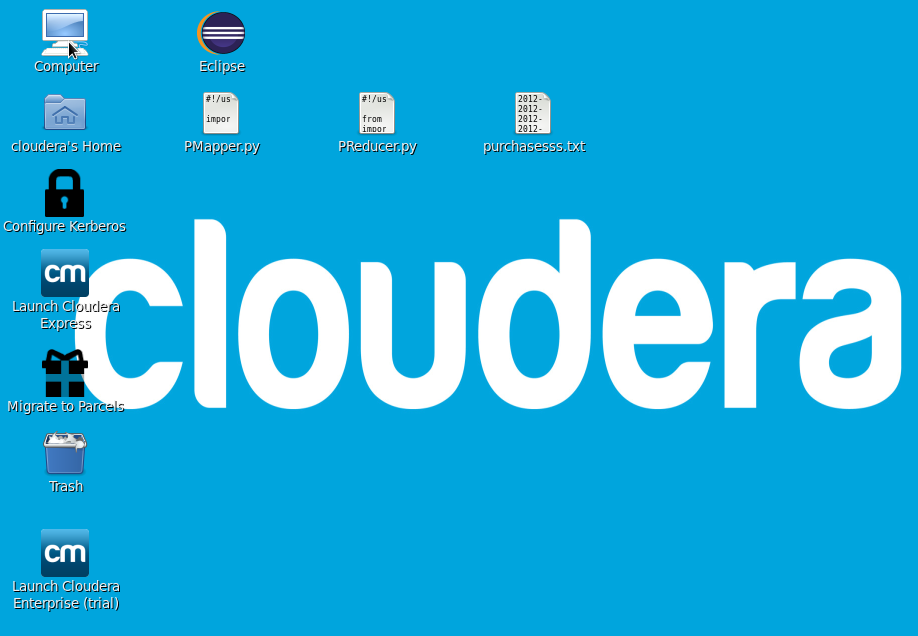 Computer
Eclipse
cloudera's Home
#!/us
impor
PMapper.py
#!/us
from
impor
PReducer.py
2012-
2012-
2012-
2012-
purchasesss.txt
Configure Kerberos
cm
Launch Cloudera
Express
cloudera
Migrate to Parcels
Trash
cm
Launch Cloudera
Enterprise (trial)